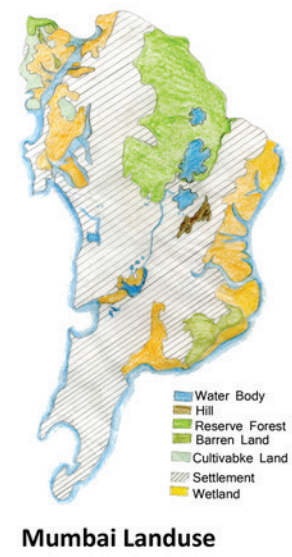 Water Body
Hill
Reserve Forest
Barren Land
Cultivabke Land
Settlement
Wetland
Mumbai Landuse